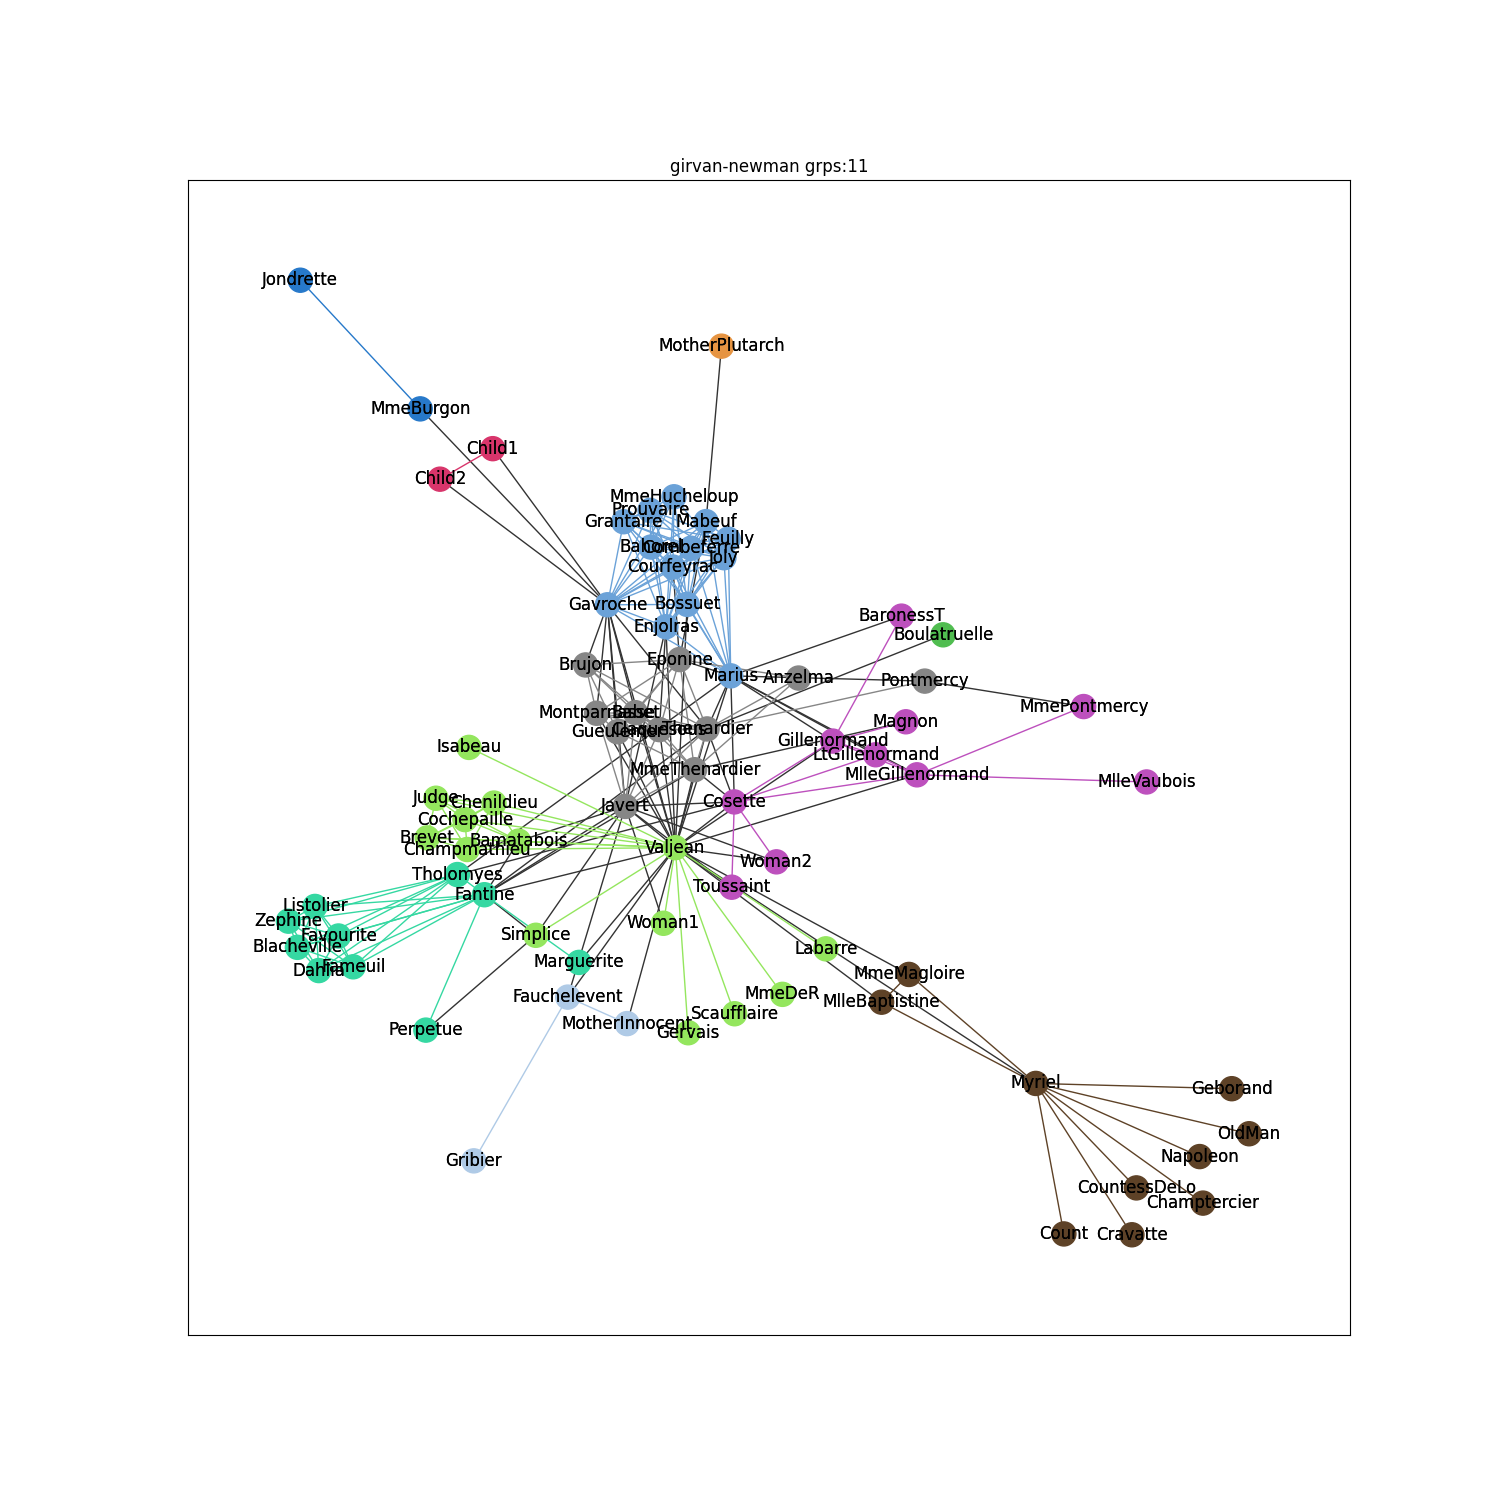 girvan-newman grps:11
Jondrette
MotherPlutarch
MmeBurgon
Child1
Child2
MmeHucheloup
Prouvaire
Grantaire
Mabeuf
Feuilly
Bahorel
Combeferre
Joly
Courfeyrac
Gavroche
Bossuet
BaronessT
Enjolras
Boulatruelle
Brujon
Eponine
Marius
Anzelma
Pontmercy
MmePontmercy
Montparnasse
Babet
Magnon
Gueulemer
Claquesous
Thenardier
Gillenormand
Isabeau
LtGillenormand
MmeThenardier
MlleGillenormand
MlleVaubois
Judge
Chenildieu
Javert
Cosette
Cochepaille
Brevet
Bamatabois
Champmathieu
Valjean
Woman2
Tholomyes
Fantine
Toussaint
Listolier
Zephine
Woman1
Favourite
Simplice
Blacheville
Labarre
Marguerite
Dahlia
Fameuil
MmeMagloire
Fauchelevent
MmeDeR
MlleBaptistine
Scaufflaire
MotherInnocent
Perpetue
Gervais
Myriel
Geborand
OldMan
Napoleon
Gribier
CountessDeLo
Champtercier
Count
Cravatte